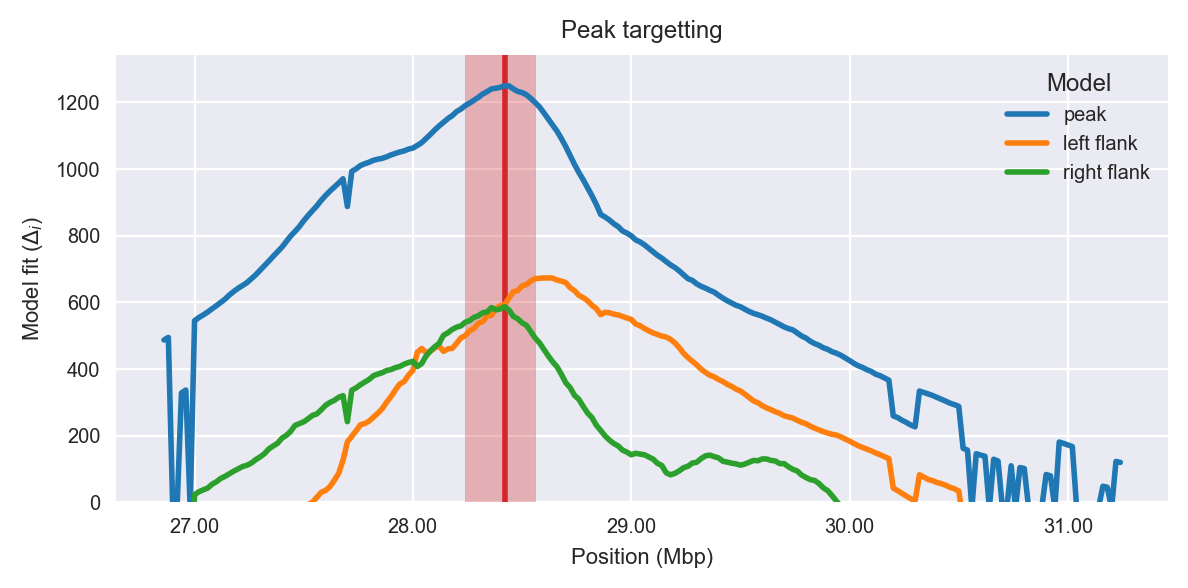 Peak targetting
Model fit (Δᵢ)
1200
1000
800
600
400
200
0
Model
peak
left flank
right flank
27.00 28.00 29.00 30.00 31.00
Position (Mbp)